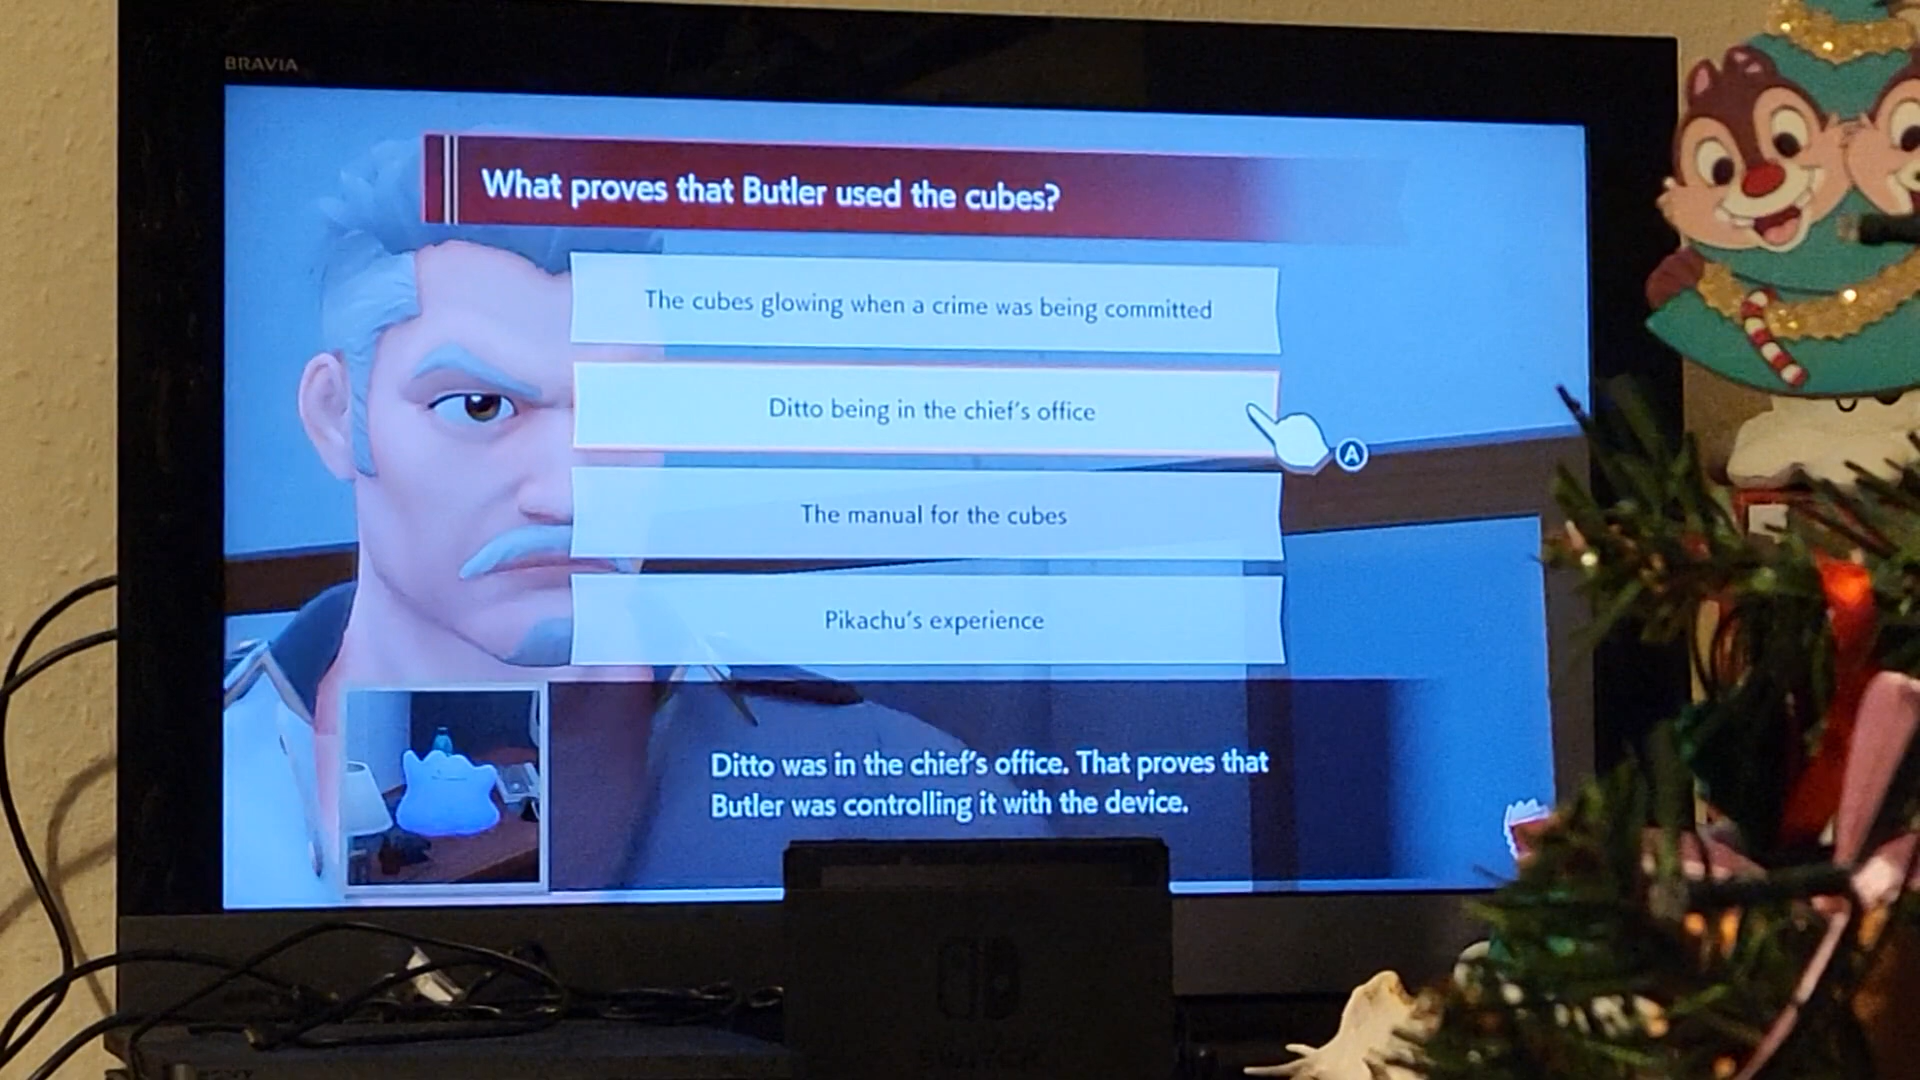 BRAVIA
What proves that Butler used the cubes?
The cubes glowing when a crime was being committed
Ditto being in the chief's office
A
The manual for the cubes
Pikachu's experience
Ditto was in the chief's office. That proves that
Butler was controlling it with the device.
SWITCH